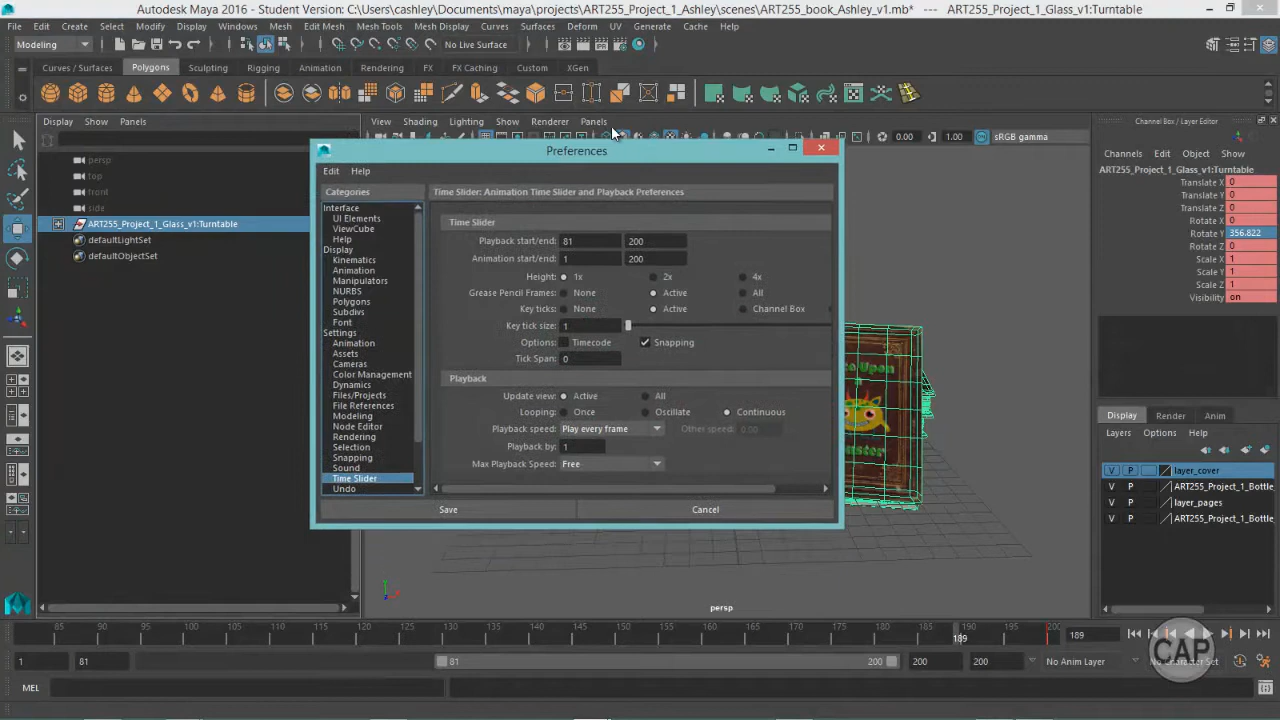 Autodesk Maya 2016 - Student Version: C:\Users\cashley\Documents\maya\projects\ART255_Project_1_Ashley\scenes\ART255_book_Ashley_v1.mb* --- ART255_Project_1_Glass_v1:Turntable
File Edit Create Select Modify Display Windows Mesh Edit Mesh Mesh Tools Mesh Display Curves Surfaces Deform UV Generate Cache Help
Modeling No Live Surface
Curves / Surfaces Polygons Sculpting Rigging Animation Rendering FX FX Caching Custom XGen
Display Show Panels View Shading Lighting Show Renderer Panels Channel Box / Layer Editor
0.00 1.00 sRGB gamma
persp
top
front
side
ART255_Project_1_Glass_v1:Turntable
defaultLightSet
defaultObjectSet
Preferences
Edit Help
Categories
Interface
UI Elements
ViewCube
Help
Display
Kinematics
Animation
Manipulators
NURBS
Polygons
Subdivs
Font
Settings
Animation
Assets
Cameras
Color Management
Dynamics
Files/Projects
File References
Modeling
Node Editor
Rendering
Selection
Snapping
Sound
Time Slider
Undo
Time Slider: Animation Time Slider and Playback Preferences
Time Slider
Playback start/end: 81 200
Animation start/end: 1 200
Height: 1x 2x 4x
Grease Pencil Frames: None Active All
Key ticks: None Active Channel Box
Key tick size: 1
Options: Timecode Snapping
Tick Span: 0
Playback
Update view: Active All
Looping: Once Oscillate Continuous
Playback speed: Play every frame Other speed: 0.00
Playback by: 1
Max Playback Speed: Free
Save Cancel
Upon
persp
Channels Edit Object Show
ART255_Project_1_Glass_v1:Turntable
Translate X 0
Translate Y 0
Translate Z 0
Rotate X 0
Rotate Y 356.822
Rotate Z 0
Scale X 1
Scale Y 1
Scale Z 1
Visibility on
Display Render Anim
Layers Options Help
V P layer_cover
V P ART255_Project_1_Bottle
V P layer_pages
V P ART255_Project_1_Bottle
85 90 95 100 105 110 115 120 125 130 135 140 145 150 155 160 165 170 175 180 185 189 195 200 189
1 81 81 200 200 200 No Anim Layer No Character Set
CAP
MEL